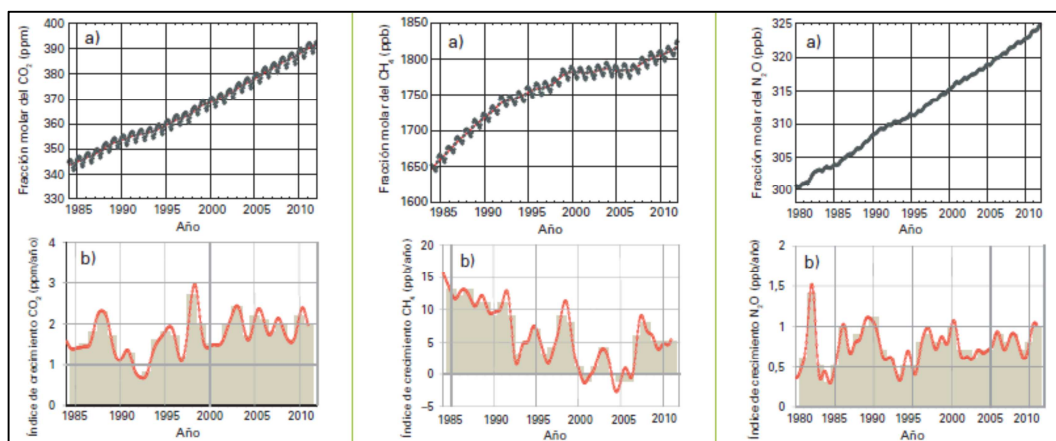 a)
Fracción molar del CO₂ (ppm)
400
390
380
370
360
350
340
330
1985 1990 1995 2000 2005 2010
Año
b)
Índice de crecimiento CO₂ (ppm/año)
4
3
2
1
0
1985 1990 1995 2000 2005 2010
Año
a)
Fracción molar del CH₄ (ppb)
1850
1800
1750
1700
1650
1600
1985 1990 1995 2000 2005 2010
Año
b)
Índice de crecimiento CH₄ (ppb/año)
20
15
10
5
0
−5
1985 1990 1995 2000 2005 2010
Año
a)
Fracción molar del N₂O (ppb)
325
320
315
310
305
300
1980 1985 1990 1995 2000 2005 2010
Año
b)
Índice de crecimiento N₂O (ppb/año)
2
1,5
1
0,5
0
1980 1985 1990 1995 2000 2005 2010
Año